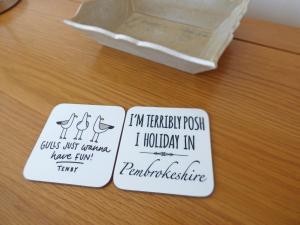 GULLS JUST wanna
have FUN!
TENBY
I'M TERRIBLY POSH
I HOLIDAY IN
Pembrokeshire